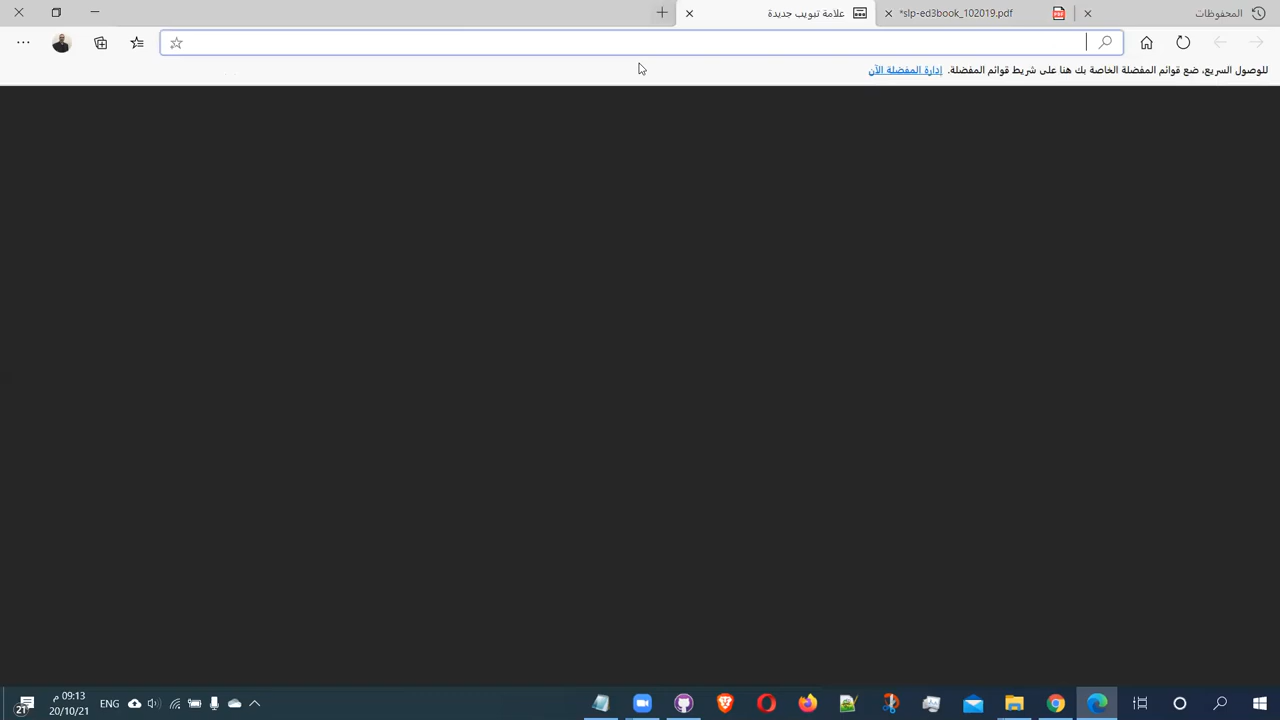 المحفوظات
*slp-ed3book_102019.pdf
علامة تبويب جديدة
للوصول السريع، ضع قوائم المفضلة الخاصة بك هنا على شريط قوائم المفضلة. إدارة المفضلة الآن
09:13 م
ENG
20/10/21
21